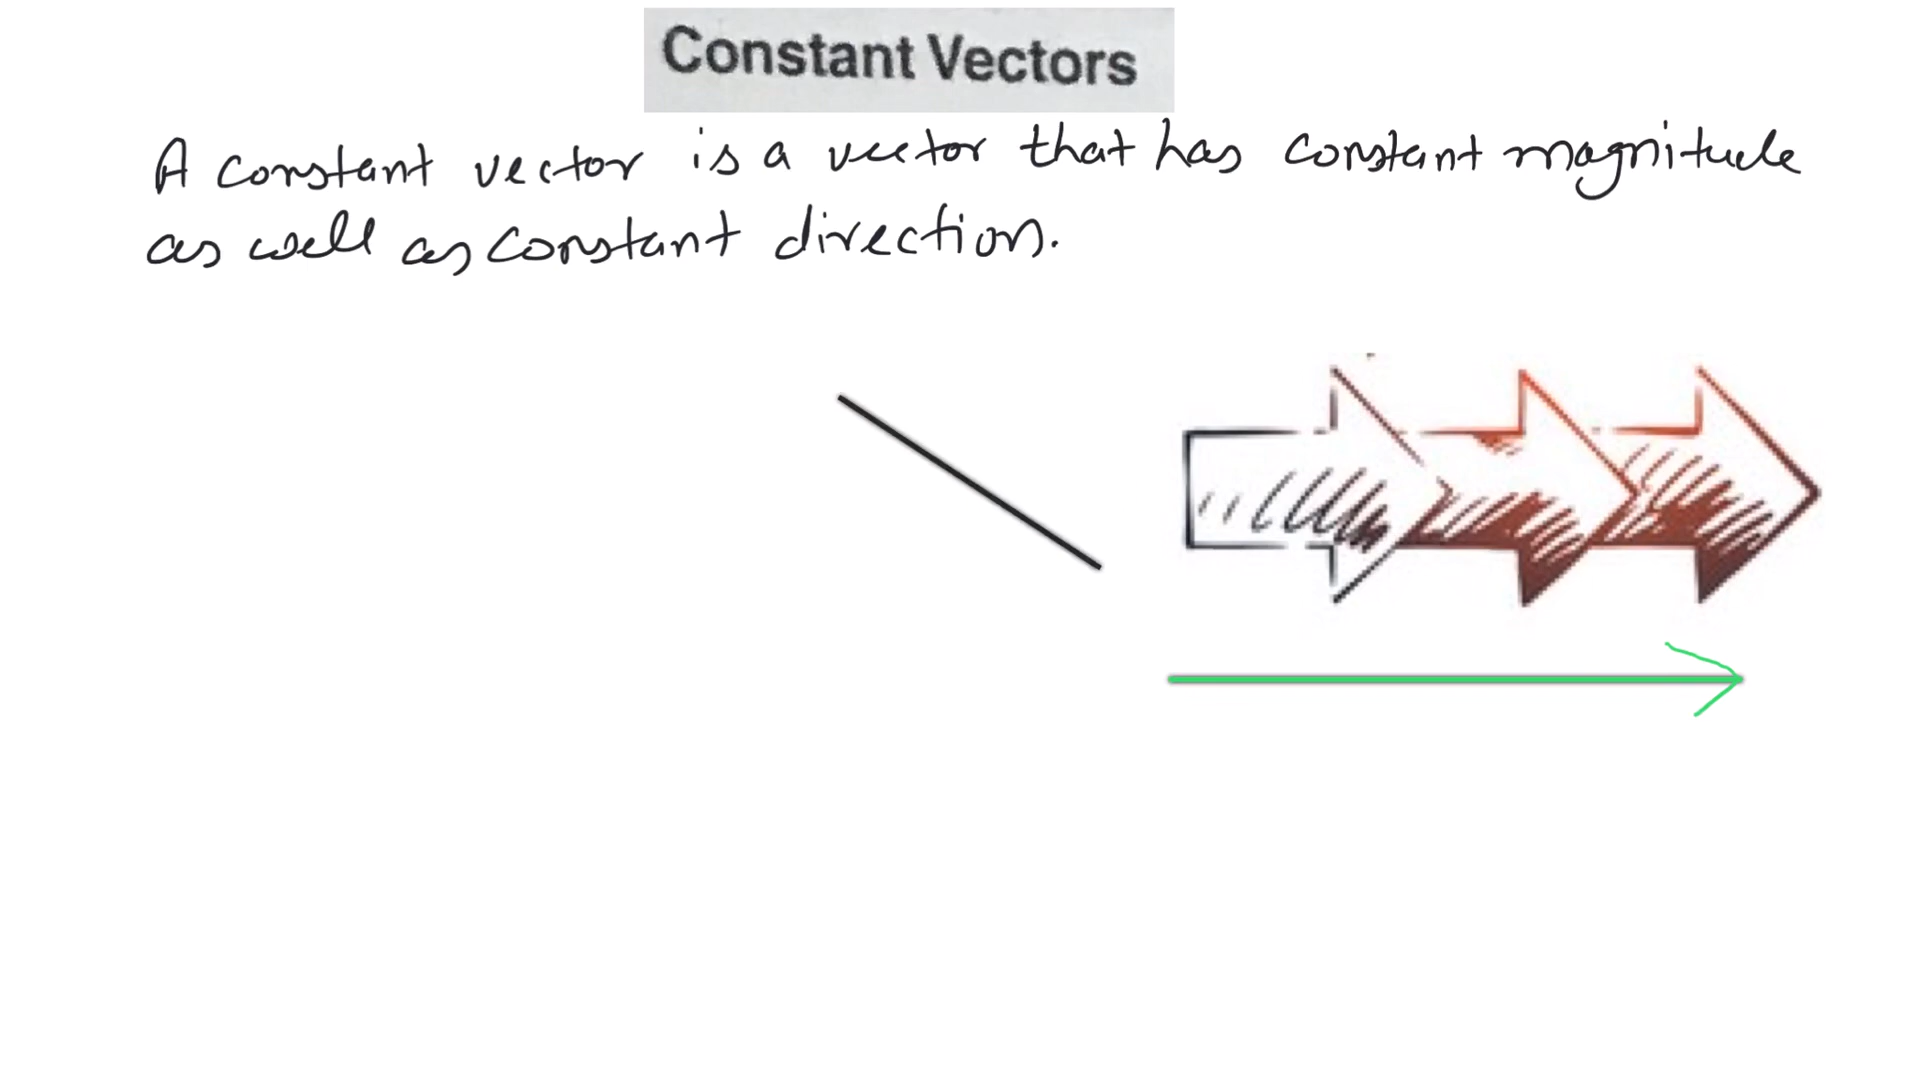 Constant Vectors
A constant vector is a vector that has constant magnitude
as well as constant direction.